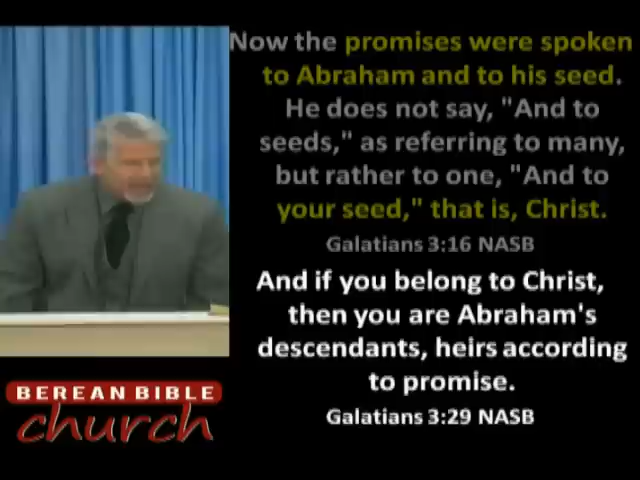 Now the promises were spoken
to Abraham and to his seed.
He does not say, "And to
seeds," as referring to many,
but rather to one, "And to
your seed," that is, Christ.
Galatians 3:16 NASB
And if you belong to Christ,
then you are Abraham's
descendants, heirs according
to promise.
Galatians 3:29 NASB
BEREAN BIBLE
church